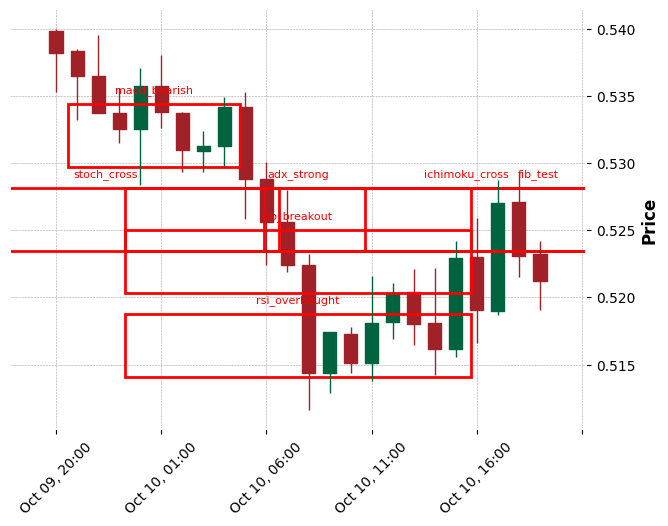 0.540
macd_bearish
0.535
0.530
stoch_cross
adx_strong
ichimoku_cross
fib_test
0.525
breakout
Price
0.520
rsi_overbought
0.515
Oct 09, 20:00
Oct 10, 01:00
Oct 10, 06:00
Oct 10, 11:00
Oct 10, 16:00